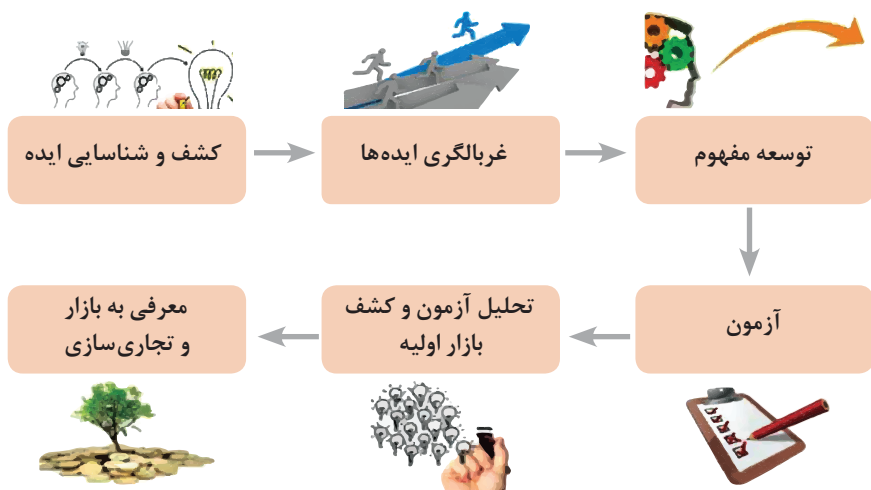 کشف و شناسایی ایده
غربالگری ایده‌ها
توسعه مفهوم
آزمون
تحلیل آزمون و کشف
بازار اولیه
معرفی به بازار
و تجاری‌سازی